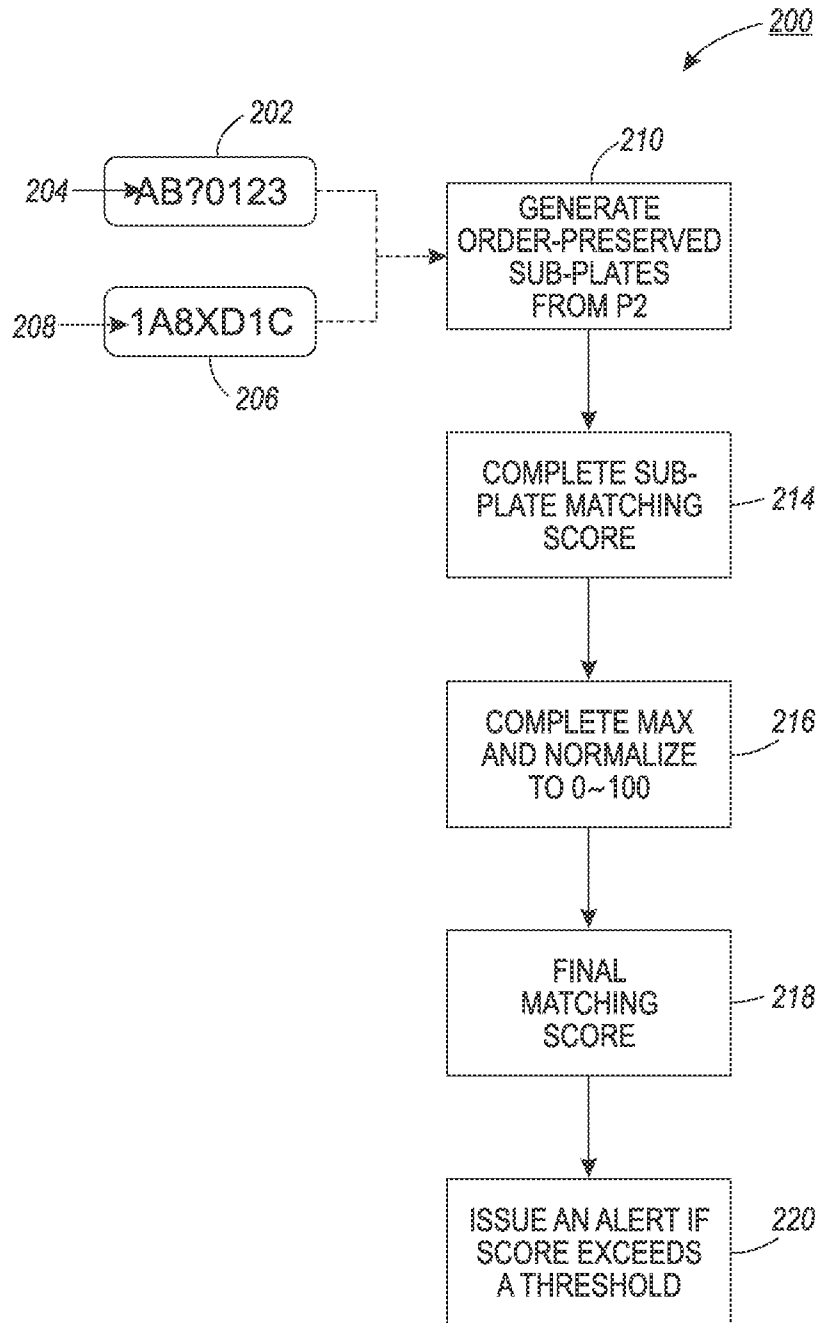 200
202
204
AB?0123
208
1A8XD1C
206
210
GENERATE
ORDER-PRESERVED
SUB-PLATES
FROM P2
COMPLETE SUB-
PLATE MATCHING
SCORE
214
COMPLETE MAX
AND NORMALIZE
TO 0~100
216
FINAL
MATCHING
SCORE
218
ISSUE AN ALERT IF
SCORE EXCEEDS
A THRESHOLD
220